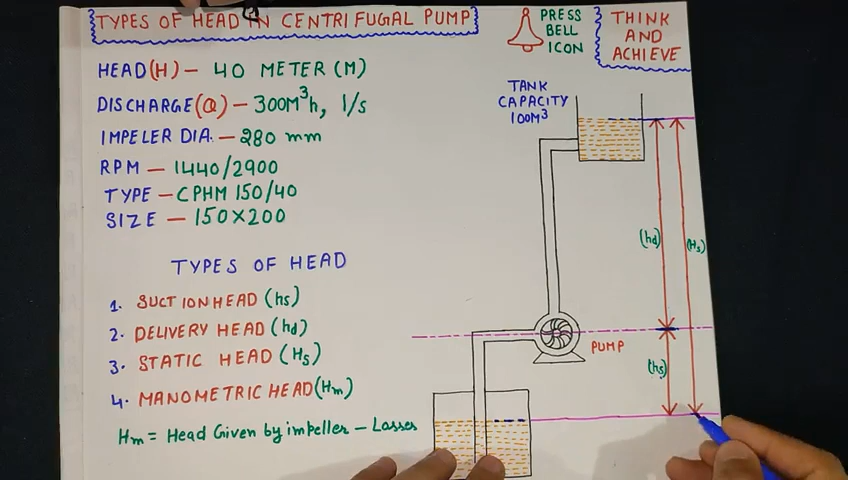 TYPES OF HEAD IN CENTRIFUGAL PUMP
PRESS
BELL
ICON
THINK
AND
ACHIEVE
HEAD(H) — 40 METER (M)
DISCHARGE(Q) — 300M³h, l/s
IMPELER DIA. — 280 mm
RPM — 1440/2900
TYPE — CPHM 150/40
SIZE — 150×200
TYPES OF HEAD
1. SUCTION HEAD (hs)
2. DELIVERY HEAD (hd)
3. STATIC HEAD (Hs)
4. MANOMETRIC HEAD (Hm)
Hm = Head Given by impeller — Losses
TANK
CAPACITY
100M³
(hd)
(Hs)
PUMP
(hs)